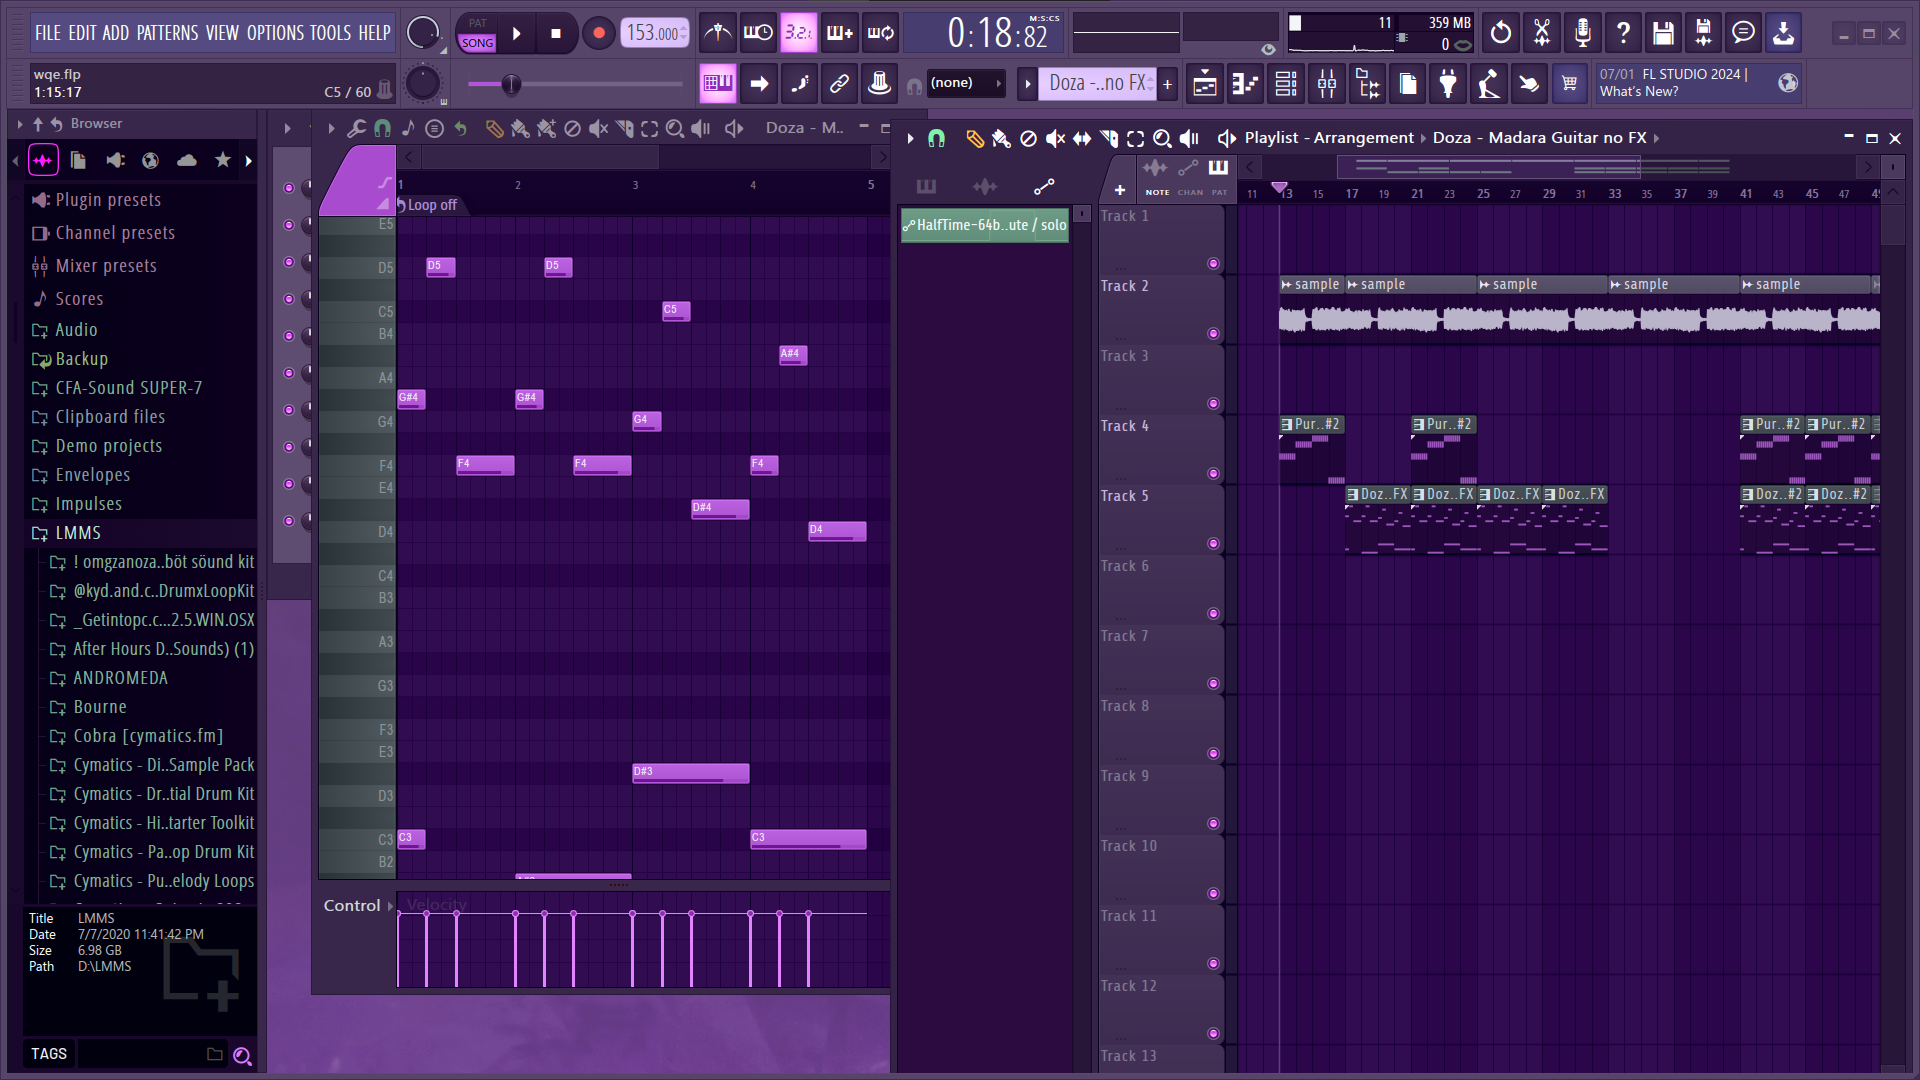 FILE EDIT ADD PATTERNS VIEW OPTIONS TOOLS HELP
PAT
SONG
153.000
3.2.
0:18:82
M:S:CS
11
359 MB
0
wqe.flp
1:15:17
C5 / 60
(none)
Doza -..no FX
+
07/01 FL STUDIO 2024 |
What's New?
Browser
Plugin presets
Channel presets
Mixer presets
Scores
Audio
Backup
CFA-Sound SUPER-7
Clipboard files
Demo projects
Envelopes
Impulses
LMMS
! omgzanoza..böt söund kit
@kyd.and.c..DrumxLoopKit
_Getintopc.c...2.5.WIN.OSX
After Hours D..Sounds) (1)
ANDROMEDA
Bourne
Cobra [cymatics.fm]
Cymatics - Di..Sample Pack
Cymatics - Dr..tial Drum Kit
Cymatics - Hi..tarter Toolkit
Cymatics - Pa..op Drum Kit
Cymatics - Pu..elody Loops
Title LMMS
Date 7/7/2020 11:41:42 PM
Size 6.98 GB
Path D:\LMMS
TAGS
Doza - M..
1 2 3 4 5
Loop off
E5
D5 D5 D5
C5 C5
B4
A#4
A4
G#4 G#4
G4 G4
F4 F4 F4 F4
E4
D#4
D4 D4
C4
B3
A3
G3
F3
E3
D#3
D3
C3 C3 C3
B2
Control
Velocity
Playlist - Arrangement › Doza - Madara Guitar no FX
HalfTime-64b..ute / solo
+
NOTE CHAN PAT
11 13 15 17 19 21 23 25 27 29 31 33 35 37 39 41 43 45 47 49
Track 1
Track 2
sample sample sample sample sample
Track 3
Track 4
Pur..#2 Pur..#2 Pur..#2 Pur..#2
Track 5
Doz..FX Doz..FX Doz..FX Doz..FX Doz..#2 Doz..#2
Track 6
Track 7
Track 8
Track 9
Track 10
Track 11
Track 12
Track 13